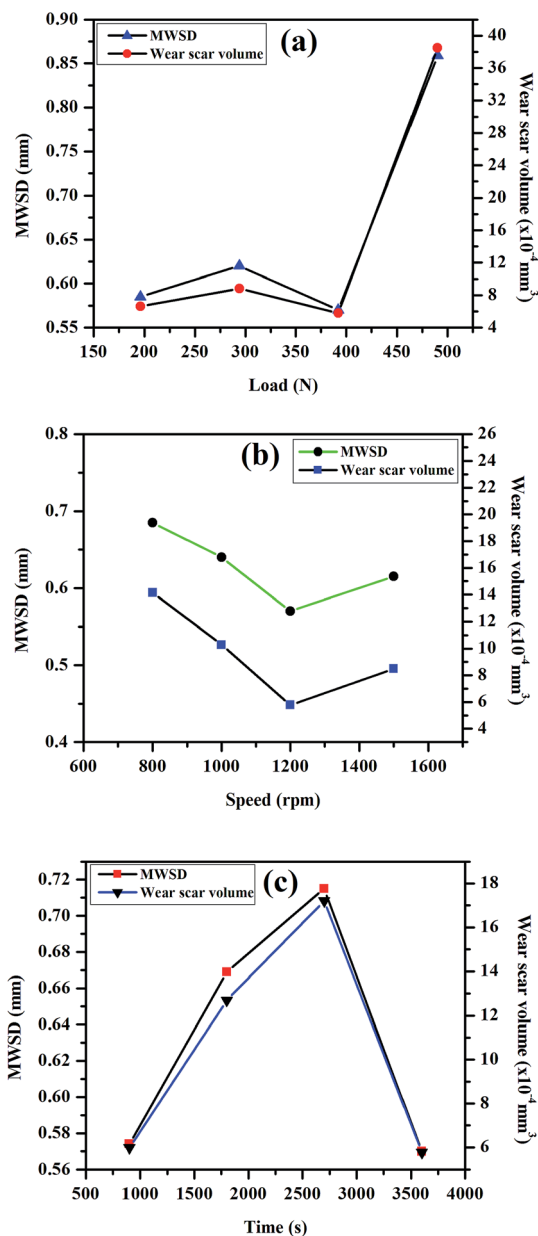 (a)
MWSD
Wear scar volume
0.90
0.85
0.80
0.75
0.70
0.65
0.60
0.55
MWSD (mm)
40
36
32
28
24
20
16
12
8
4
Wear scar volume (x10⁻⁴ mm³)
150 200 250 300 350 400 450 500
Load (N)
(b)
MWSD
Wear scar volume
0.8
0.7
0.6
0.5
0.4
MWSD (mm)
26
24
22
20
18
16
14
12
10
8
6
4
Wear scar volume (x10⁻⁴ mm³)
800 1000 1200 1400 1600
Speed (rpm)
(c)
MWSD
Wear scar volume
0.72
0.70
0.68
0.66
0.64
0.62
0.60
0.58
0.56
MWSD (mm)
18
16
14
12
10
8
6
Wear scar volume (x10⁻⁴ mm³)
500 1000 1500 2000 2500 3000 3500 4000
Time (s)